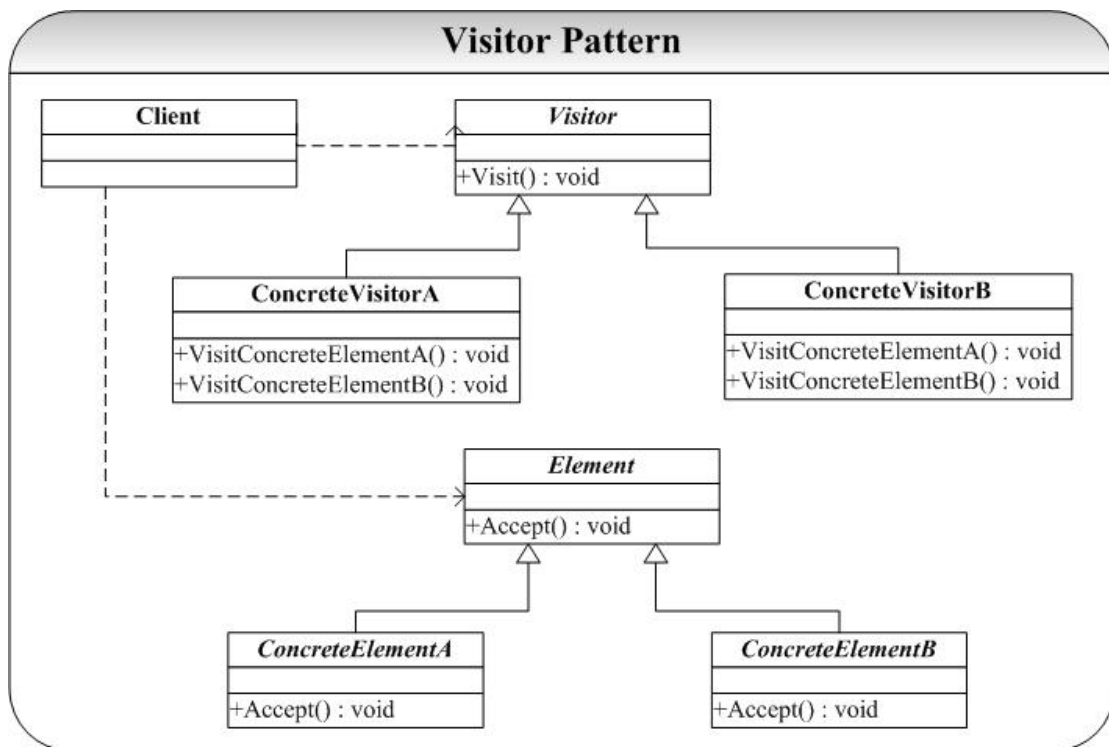 Visitor Pattern
Client
Visitor
+Visit() : void
ConcreteVisitorA
+VisitConcreteElementA() : void
+VisitConcreteElementB() : void
ConcreteVisitorB
+VisitConcreteElementA() : void
+VisitConcreteElementB() : void
Element
+Accept() : void
ConcreteElementA
+Accept() : void
ConcreteElementB
+Accept() : void